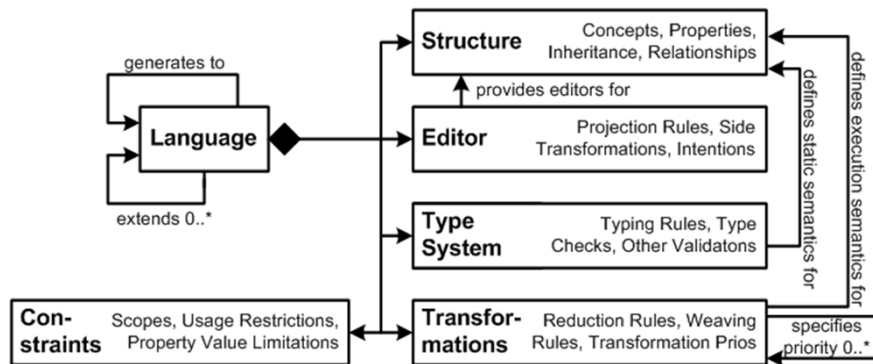 Structure
Concepts, Properties,
Inheritance, Relationships
generates to
provides editors for
Language
Editor
Projection Rules, Side
Transformations, Intentions
extends 0..*
Type
System
Typing Rules, Type
Checks, Other Validatons
defines static semantics for
defines execution semantics for
Con-
straints
Scopes, Usage Restrictions,
Property Value Limitations
Transfor-
mations
Reduction Rules, Weaving
Rules, Transformation Prios
specifies
priority 0..*